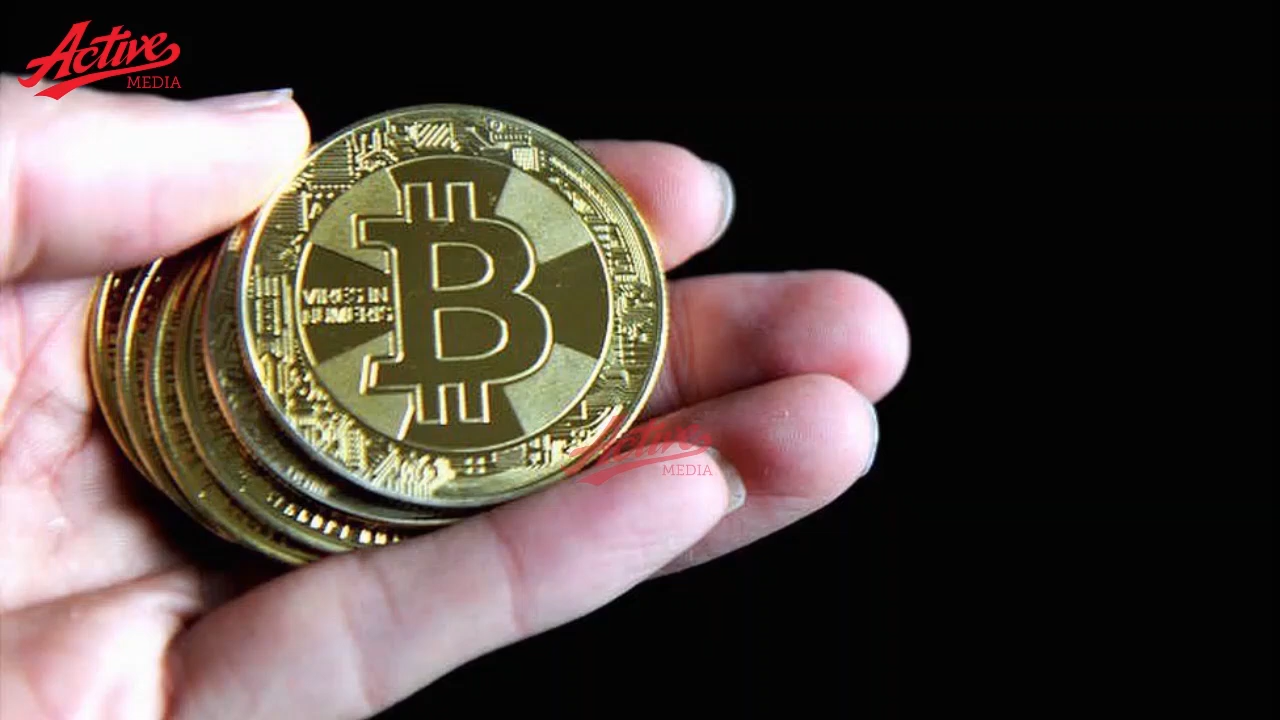 Active
MEDIA
VIRES IN
NUMERIS
Active
MEDIA